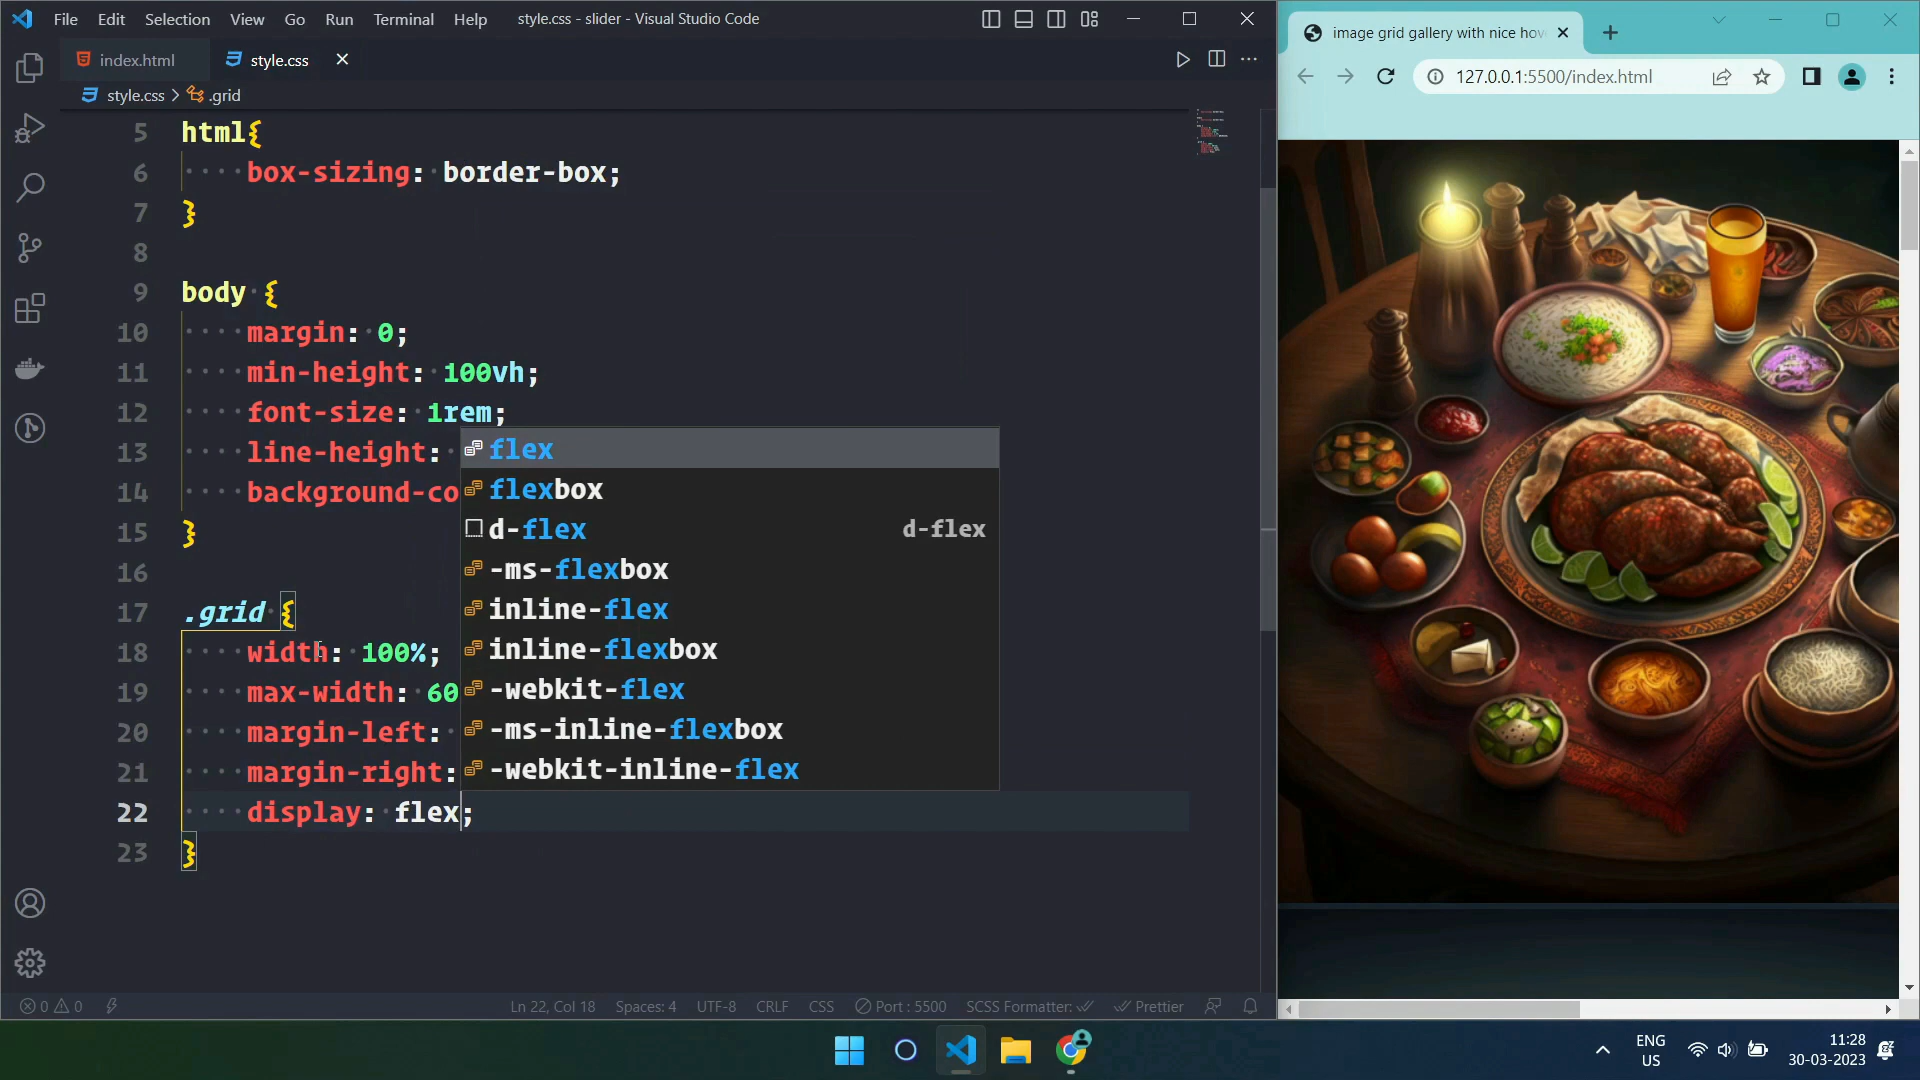 File Edit Selection View Go Run Terminal Help style.css - slider - Visual Studio Code
index.html style.css
style.css > .grid
5 html{
6 ····box-sizing:·border-box;
7 }
8
9 body·{
10 ····margin:·0;
11 ····min-height:·100vh;
12 ····font-size:·1rem;
13 ····line-height:
14 ····background-co
15 }
16
17 .grid·{
18 ····width:·100%;
19 ····max-width:·60
20 ····margin-left:
21 ····margin-right:
22 ····display:·flex;
23 }
flex
flexbox
d-flex d-flex
-ms-flexbox
inline-flex
inline-flexbox
-webkit-flex
-ms-inline-flexbox
-webkit-inline-flex
0 0 Ln 22, Col 18 Spaces: 4 UTF-8 CRLF CSS Port : 5500 SCSS Formatter: Prettier
image grid gallery with nice hov
127.0.0.1:5500/index.html
ENG
US
11:28
30-03-2023